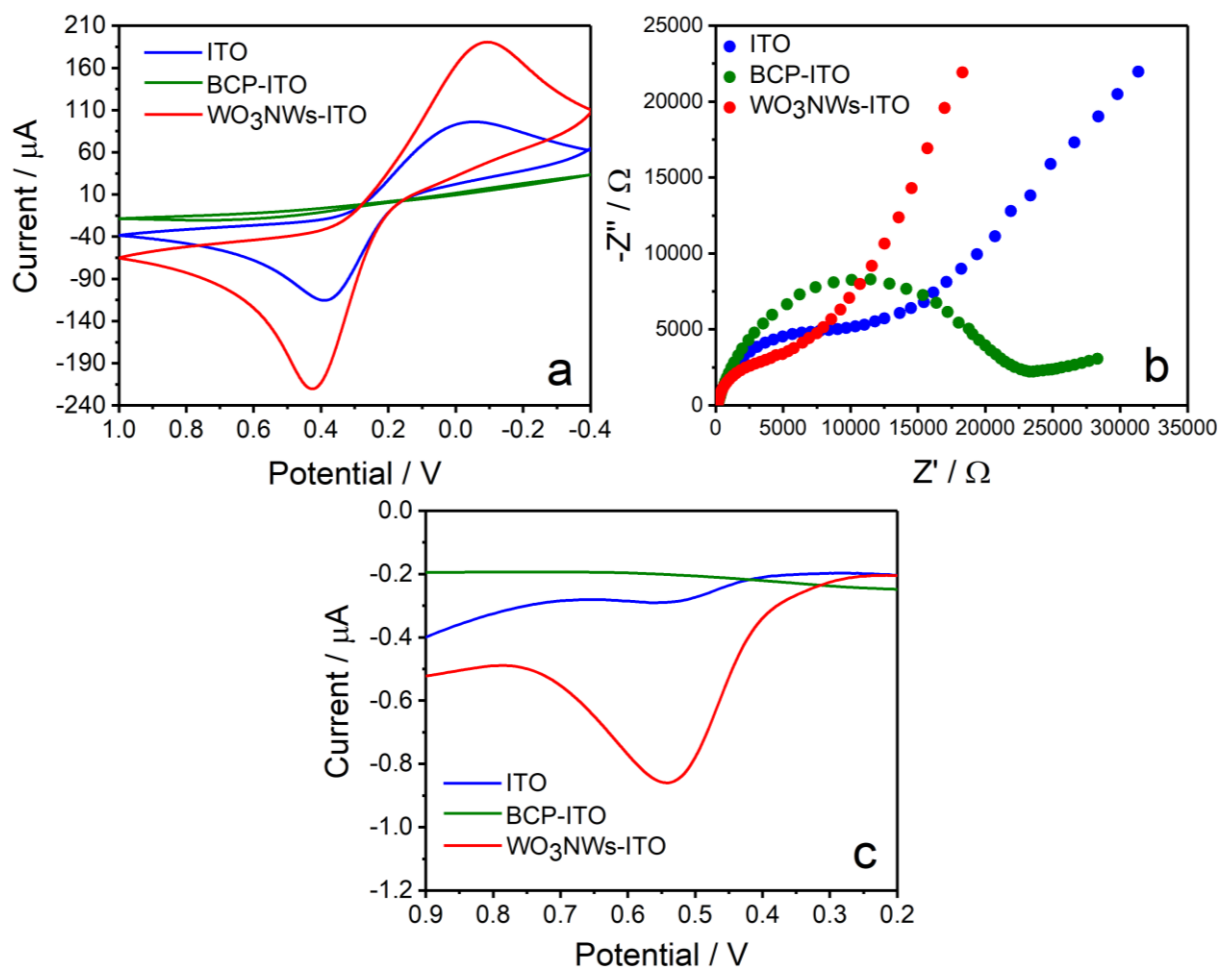 210
160
110
60
10
-40
-90
-140
-190
-240
Current / μA
ITO
BCP-ITO
WO3NWs-ITO
a
1.0 0.8 0.6 0.4 0.2 0.0 -0.2 -0.4
Potential / V
25000
20000
15000
10000
5000
0
-Z" / Ω
ITO
BCP-ITO
WO3NWs-ITO
b
0 5000 10000 15000 20000 25000 30000 35000
Z' / Ω
0.0
-0.2
-0.4
-0.6
-0.8
-1.0
-1.2
Current / μA
ITO
BCP-ITO
WO3NWs-ITO
c
0.9 0.8 0.7 0.6 0.5 0.4 0.3 0.2
Potential / V